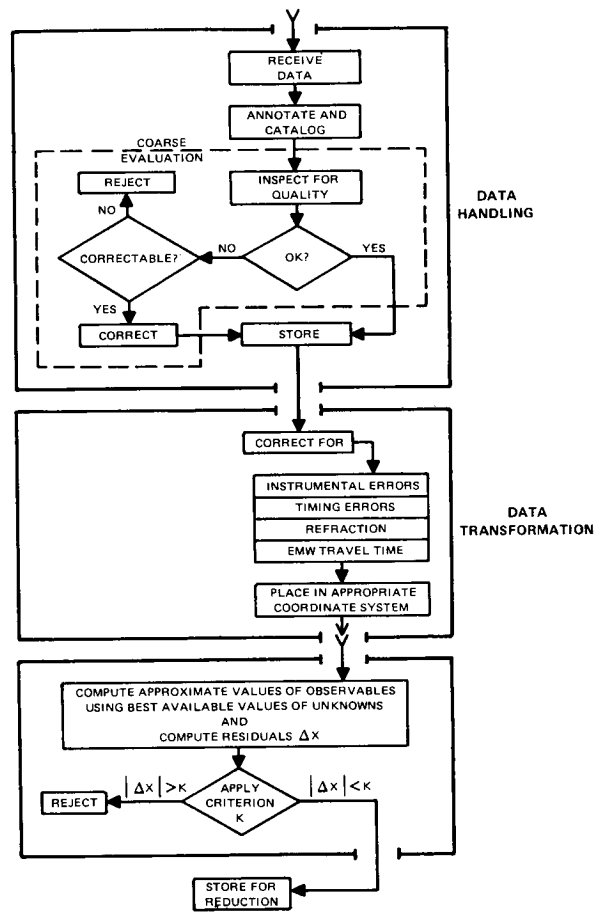 RECEIVE
DATA
ANNOTATE AND
CATALOG
COARSE
EVALUATION
REJECT
INSPECT FOR
QUALITY
DATA
HANDLING
NO
CORRECTABLE?
NO
OK?
YES
YES
CORRECT
STORE
CORRECT FOR
INSTRUMENTAL ERRORS
TIMING ERRORS
REFRACTION
EMW TRAVEL TIME
DATA
TRANSFORMATION
PLACE IN APPROPRIATE
COORDINATE SYSTEM
COMPUTE APPROXIMATE VALUES OF OBSERVABLES
USING BEST AVAILABLE VALUES OF UNKNOWNS
AND
COMPUTE RESIDUALS ΔX
REJECT
|ΔX|>K
APPLY
CRITERION
K
|ΔX|<K
STORE FOR
REDUCTION